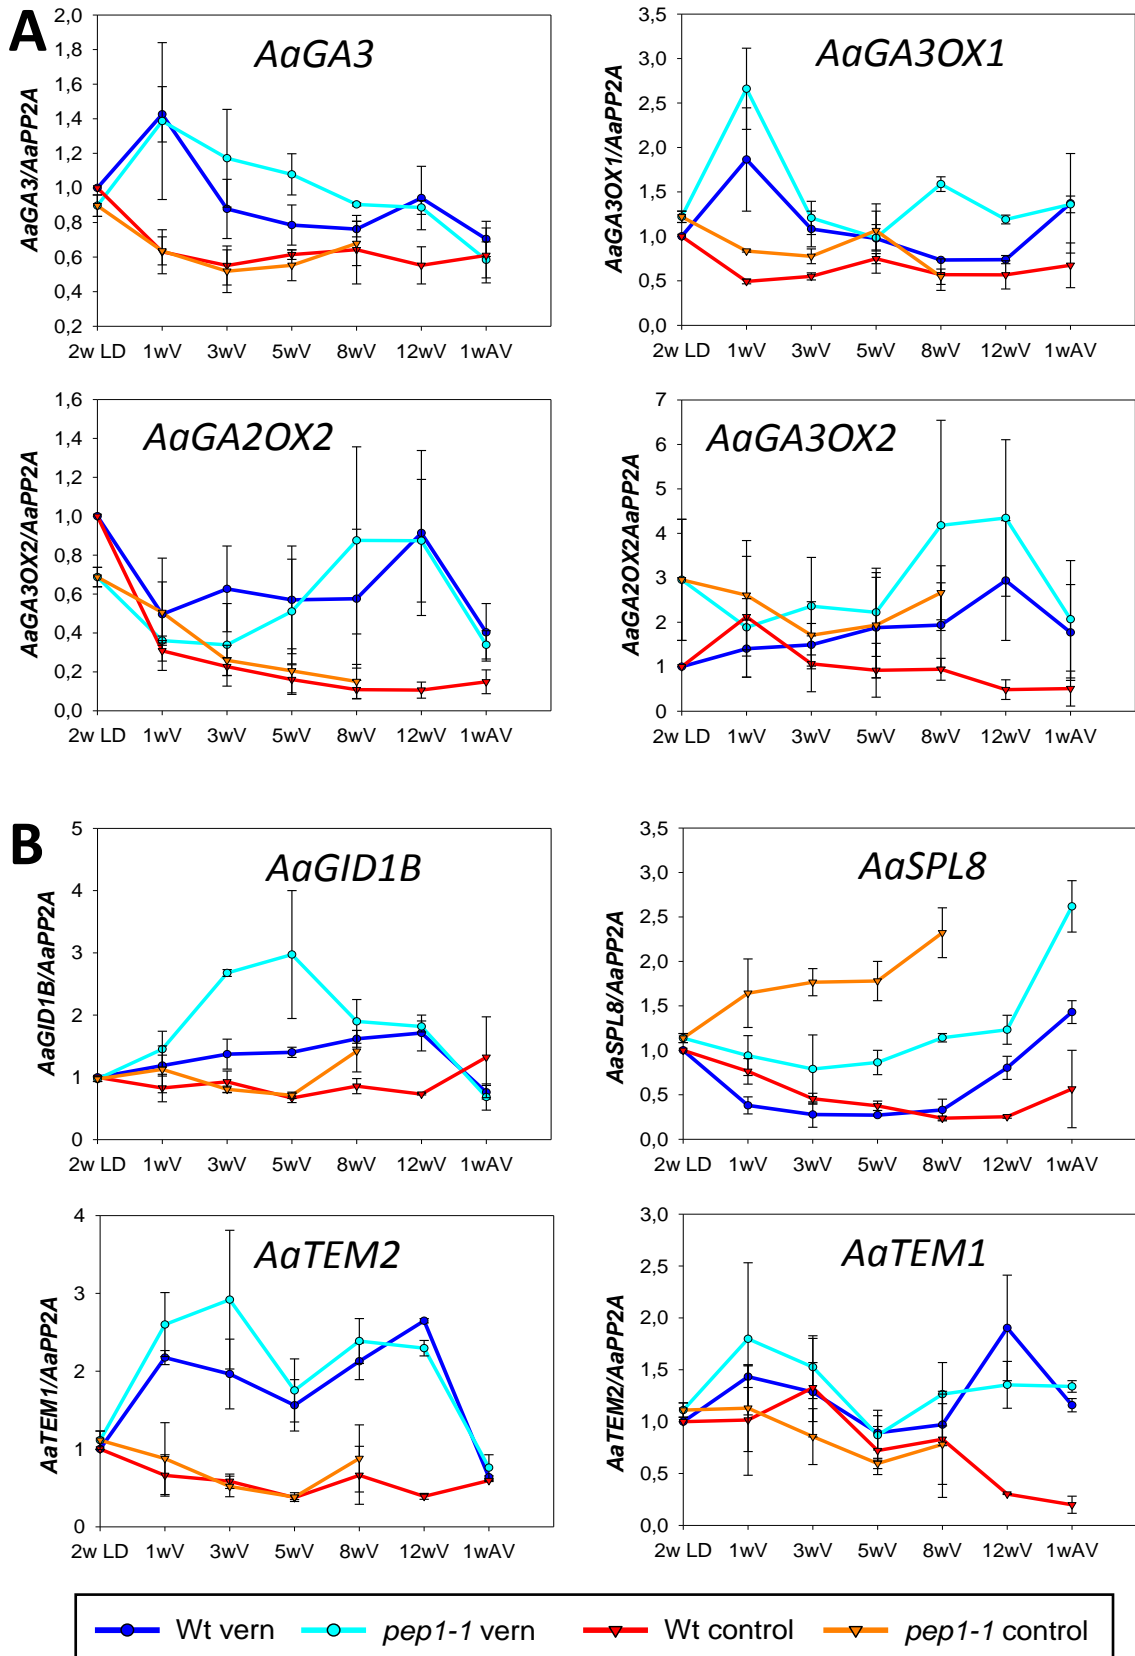 A
AaGA3
AaGA3/AaPP2A
2,0
1,8
1,6
1,4
1,2
1,0
0,8
0,6
0,4
0,2
2w LD 1wV 3wV 5wV 8wV 12wV 1wAV
AaGA3OX1
AaGA3OX1/AaPP2A
3,5
3,0
2,5
2,0
1,5
1,0
0,5
0,0
2w LD 1wV 3wV 5wV 8wV 12wV 1wAV
AaGA2OX2
AaGA3OX2/AaPP2A
1,6
1,4
1,2
1,0
0,8
0,6
0,4
0,2
0,0
2w LD 1wV 3wV 5wV 8wV 12wV 1wAV
AaGA3OX2
AaGA2OX2AaPP2A
7
6
5
4
3
2
1
0
2w LD 1wV 3wV 5wV 8wV 12wV 1wAV
B
AaGID1B
AaGID1B/AaPP2A
5
4
3
2
1
0
2w LD 1wV 3wV 5wV 8wV 12wV 1wAV
AaSPL8
AaSPL8/AaPP2A
3,5
3,0
2,5
2,0
1,5
1,0
0,5
0,0
2w LD 1wV 3wV 5wV 8wV 12wV 1wAV
AaTEM2
AaTEM1/AaPP2A
4
3
2
1
0
2w LD 1wV 3wV 5wV 8wV 12wV 1wAV
AaTEM1
AaTEM2/AaPP2A
3,0
2,5
2,0
1,5
1,0
0,5
0,0
2w LD 1wV 3wV 5wV 8wV 12wV 1wAV
Wt vern pep1-1 vern Wt control pep1-1 control